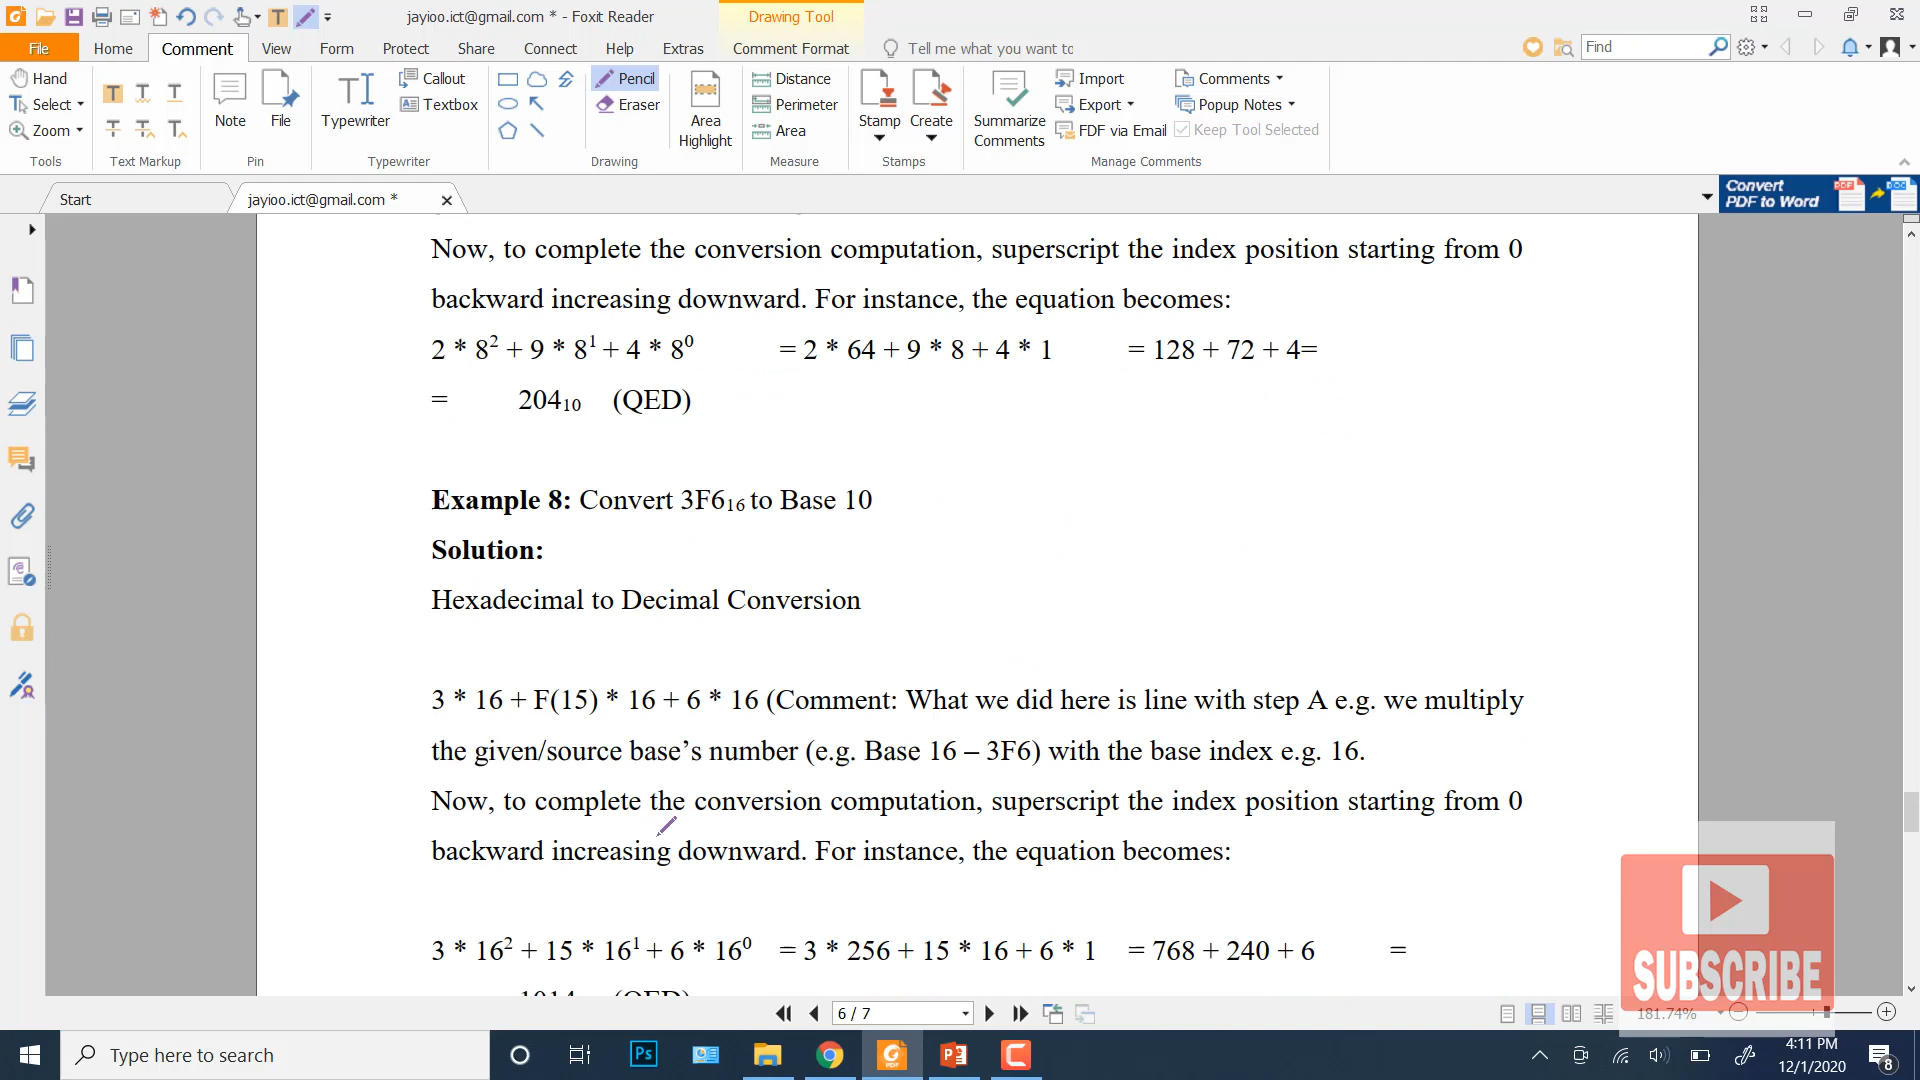 jayioo.ict@gmail.com * - Foxit Reader
Drawing Tool
File
Home
Comment
View
Form
Protect
Share
Connect
Help
Extras
Comment Format
Tell me what you want to
Find
Hand
Select
Zoom
Tools
Text Markup
Note
File
Pin
Typewriter
Callout
Textbox
Typewriter
Pencil
Eraser
Drawing
Area
Highlight
Distance
Perimeter
Area
Measure
Stamp
Create
Stamps
Summarize
Comments
Import
Export
FDF via Email
Comments
Popup Notes
Keep Tool Selected
Manage Comments
Start
jayioo.ict@gmail.com *
Convert
PDF to Word
Now, to complete the conversion computation, superscript the index position starting from 0
backward increasing downward. For instance, the equation becomes:
2 * 8² + 9 * 8¹ + 4 * 8⁰ = 2 * 64 + 9 * 8 + 4 * 1 = 128 + 72 + 4=
= 204₁₀ (QED)
Example 8: Convert 3F6₁₆ to Base 10
Solution:
Hexadecimal to Decimal Conversion
3 * 16 + F(15) * 16 + 6 * 16 (Comment: What we did here is line with step A e.g. we multiply
the given/source base’s number (e.g. Base 16 – 3F6) with the base index e.g. 16.
Now, to complete the conversion computation, superscript the index position starting from 0
backward increasing downward. For instance, the equation becomes:
3 * 16² + 15 * 16¹ + 6 * 16⁰ = 3 * 256 + 15 * 16 + 6 * 1 = 768 + 240 + 6 =
1014 (QED)
SUBSCRIBE
6 / 7
181.74%
Type here to search
4:11 PM
12/1/2020
8